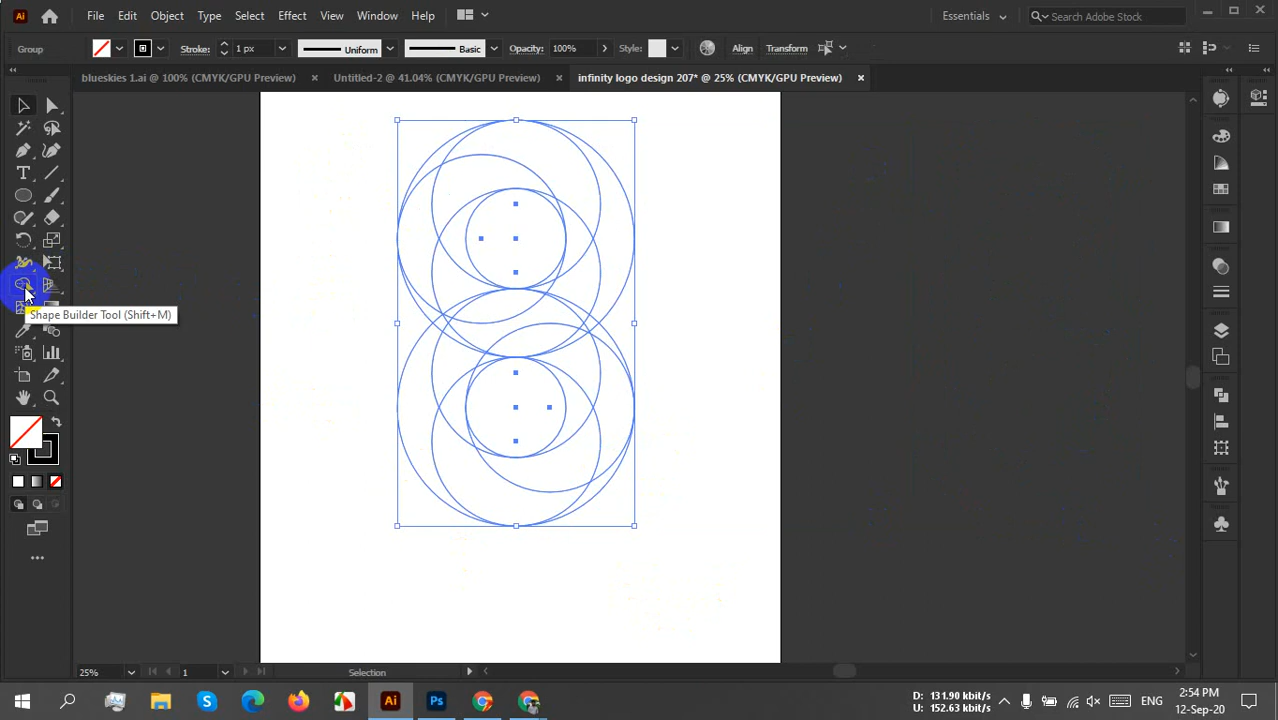 Ai File Edit Object Type Select Effect View Window Help Essentials Search Adobe Stock
Group Stroke: 1 px Uniform Basic Opacity: 100% Style: Align Transform
blueskies 1.ai @ 100% (CMYK/GPU Preview) × Untitled-2 @ 41.04% (CMYK/GPU Preview) × infinity logo design 207* @ 25% (CMYK/GPU Preview) ×
Shape Builder Tool (Shift+M)
25% 1 Selection
Ai Ps D: 131.90 kbit/s ENG 2:54 PM
U: 152.63 kbit/s 12-Sep-20